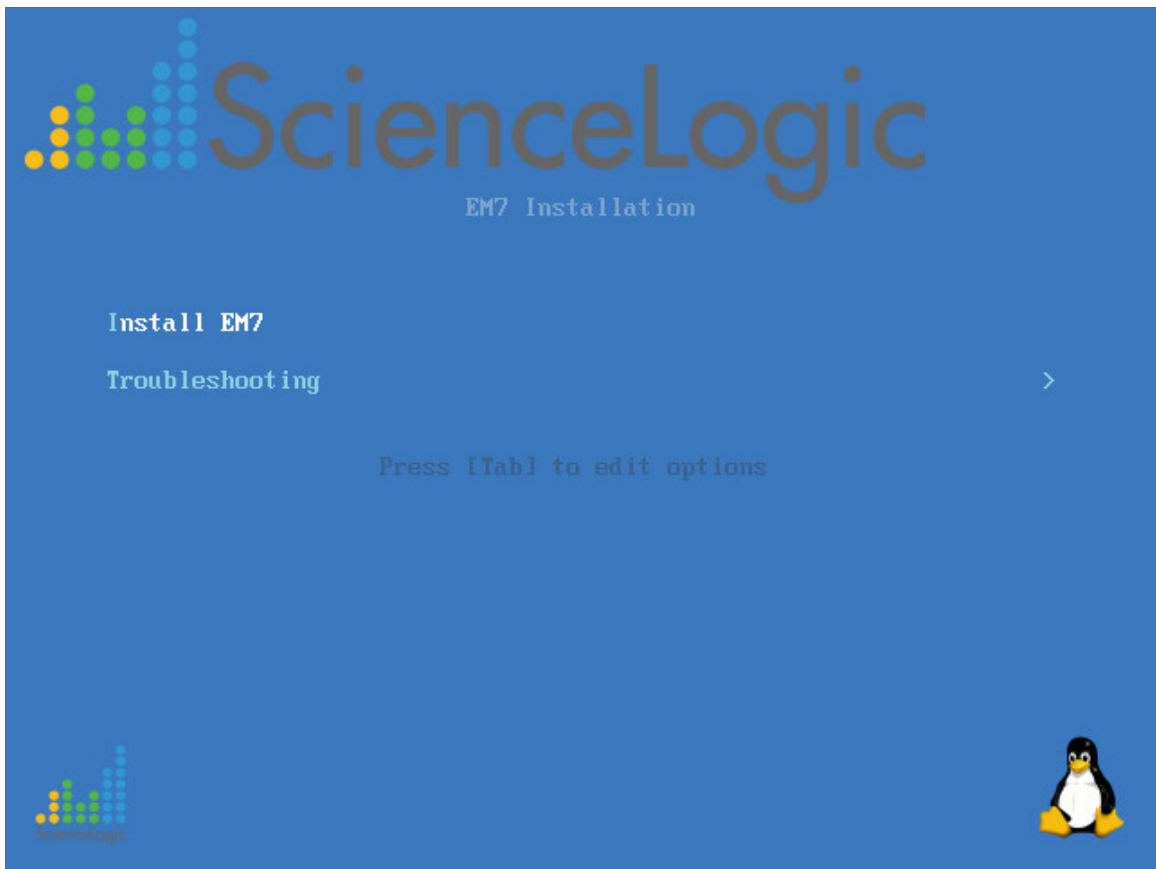 ScienceLogic
EM7 Installation
Install EM7
Troubleshooting >
Press [Tab] to edit options
ScienceLogic